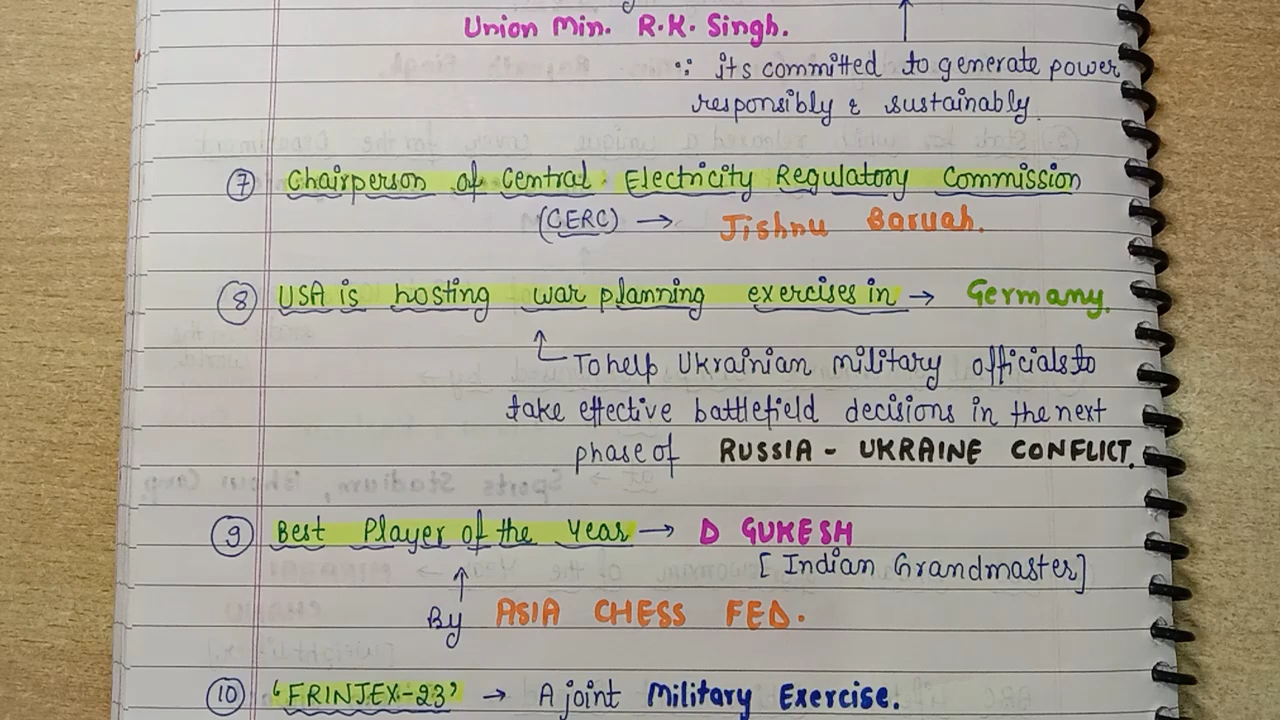 Union Min. R.K. Singh.
∵ its committed to generate power
responsibly & sustainably.
⑦ Chairperson of Central Electricity Regulatory Commission
(CERC) → Jishnu Baruah.
⑧ USA is hosting war planning exercises in → Germany.
To help Ukrainian military officials to
take effective battlefield decisions in the next
phase of RUSSIA - UKRAINE CONFLICT.
⑨ Best Player of the Year → D GUKESH
[Indian Grandmaster]
By ASIA CHESS FED.
⑩ 'FRINJEX-23' → A joint Military Exercise.